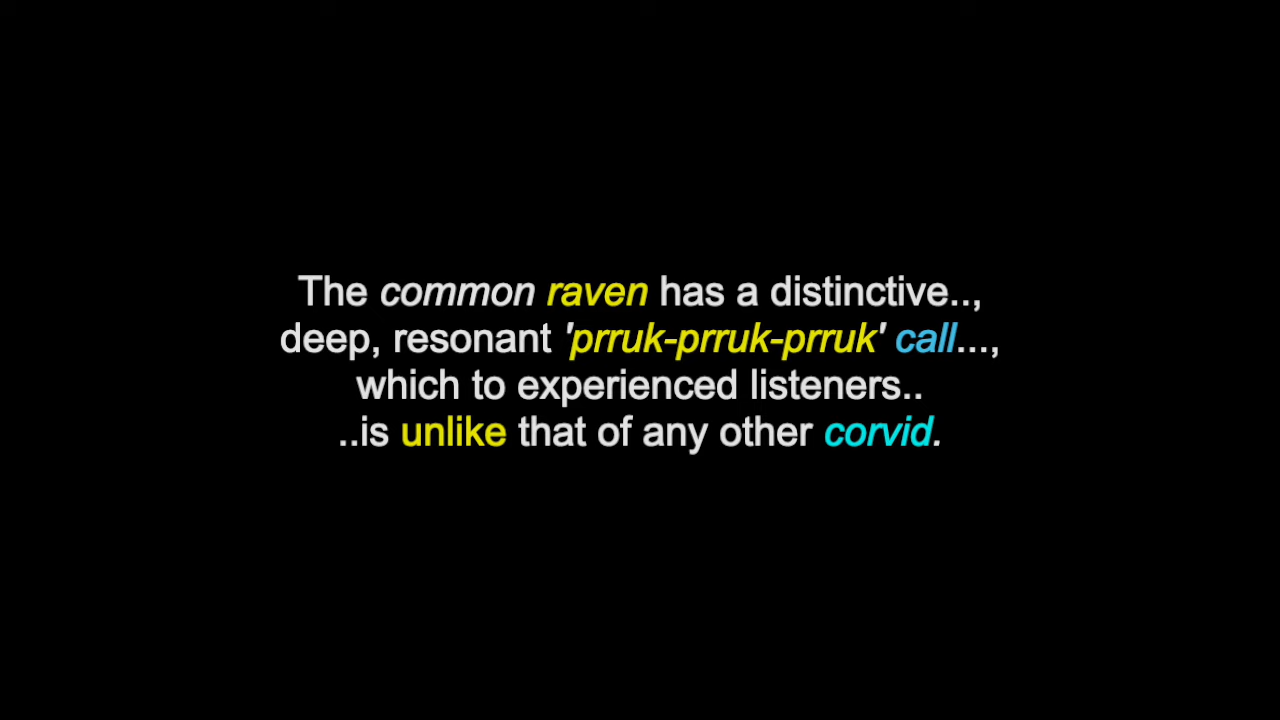 The common raven has a distinctive..,
deep, resonant 'prruk-prruk-prruk' call...,
which to experienced listeners..
..is unlike that of any other corvid.